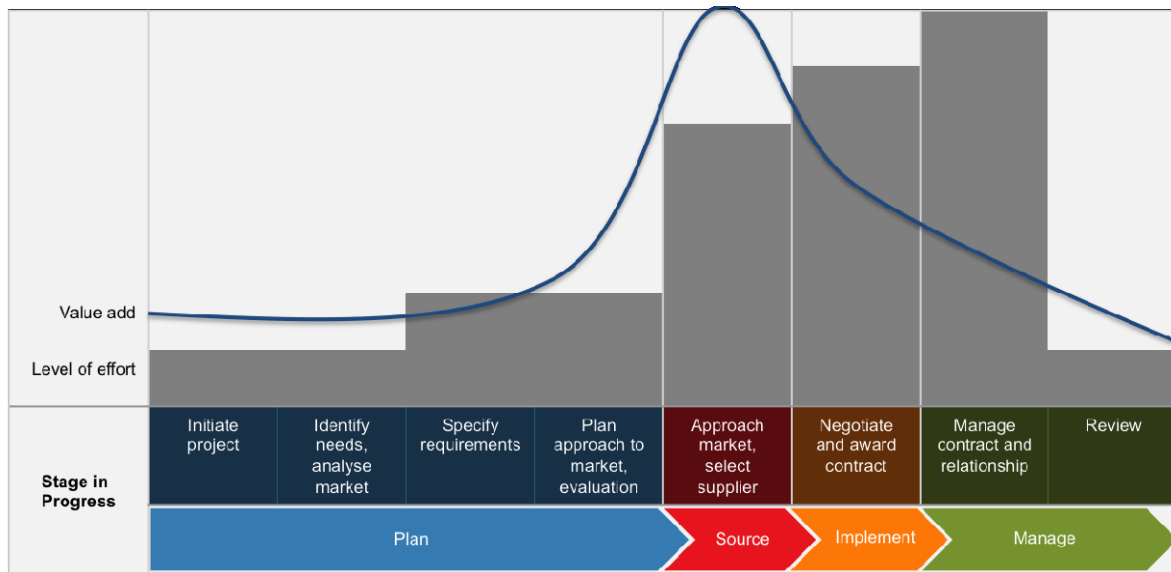 Value add
Level of effort
Stage in
Progress
Initiate
project
Identify
needs,
analyse
market
Specify
requirements
Plan
approach to
market,
evaluation
Approach
market,
select
supplier
Negotiate
and award
contract
Manage
contract and
relationship
Review
Plan
Source
Implement
Manage